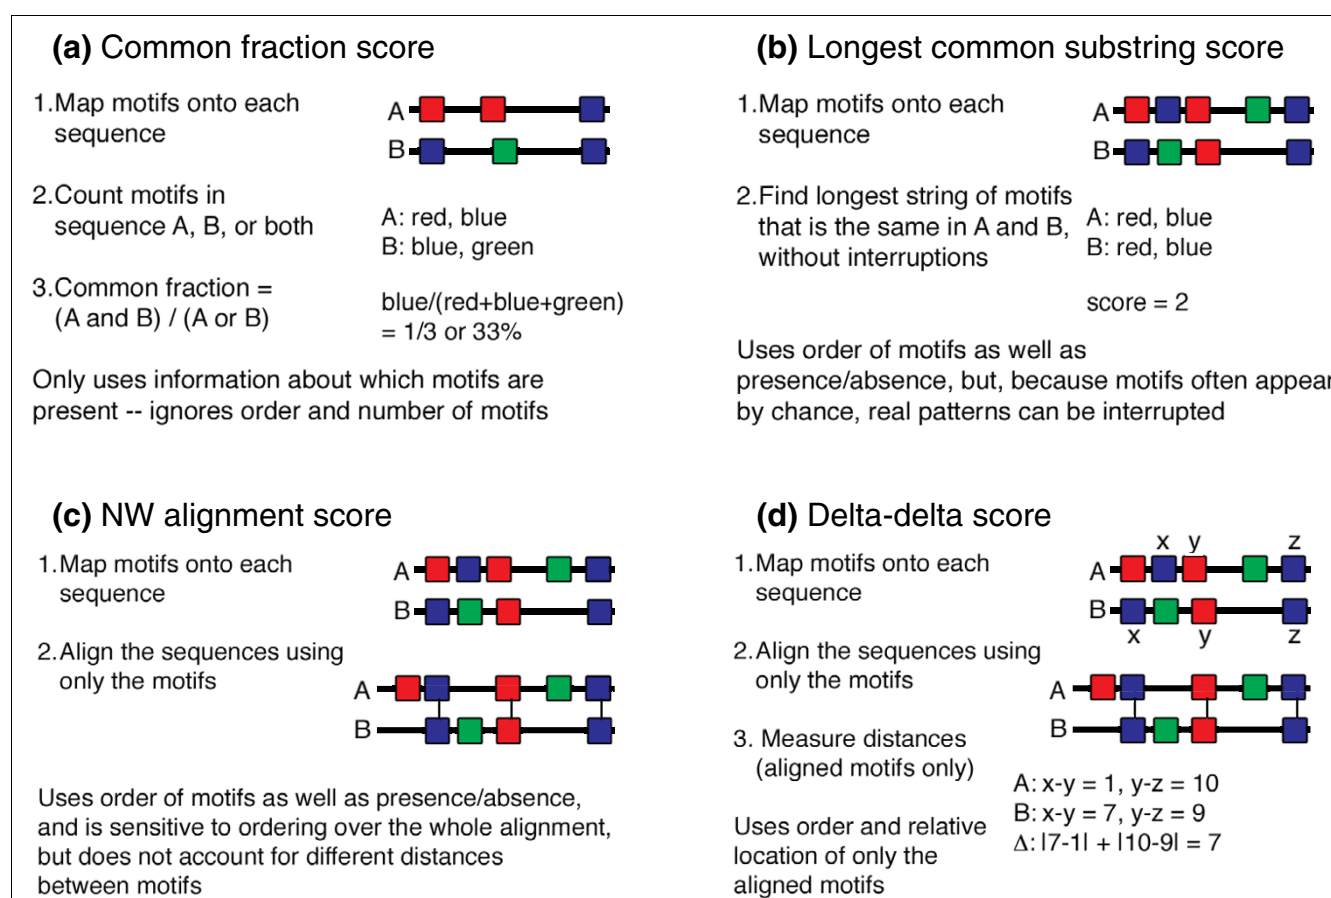 (a) Common fraction score
1.Map motifs onto each
sequence
A
B
2.Count motifs in
sequence A, B, or both
A: red, blue
B: blue, green
3.Common fraction =
(A and B) / (A or B)
blue/(red+blue+green)
= 1/3 or 33%
Only uses information about which motifs are
present -- ignores order and number of motifs
(b) Longest common substring score
1.Map motifs onto each
sequence
A
B
2.Find longest string of motifs
that is the same in A and B,
without interruptions
A: red, blue
B: red, blue
score = 2
Uses order of motifs as well as
presence/absence, but, because motifs often appear
by chance, real patterns can be interrupted
(c) NW alignment score
1.Map motifs onto each
sequence
A
B
2.Align the sequences using
only the motifs
A
B
Uses order of motifs as well as presence/absence,
and is sensitive to ordering over the whole alignment,
but does not account for different distances
between motifs
(d) Delta-delta score
1.Map motifs onto each
sequence
x y z
A
B
x y z
2.Align the sequences using
only the motifs
A
B
3. Measure distances
(aligned motifs only)
A: x-y = 1, y-z = 10
B: x-y = 7, y-z = 9
Δ: |7-1| + |10-9| = 7
Uses order and relative
location of only the
aligned motifs